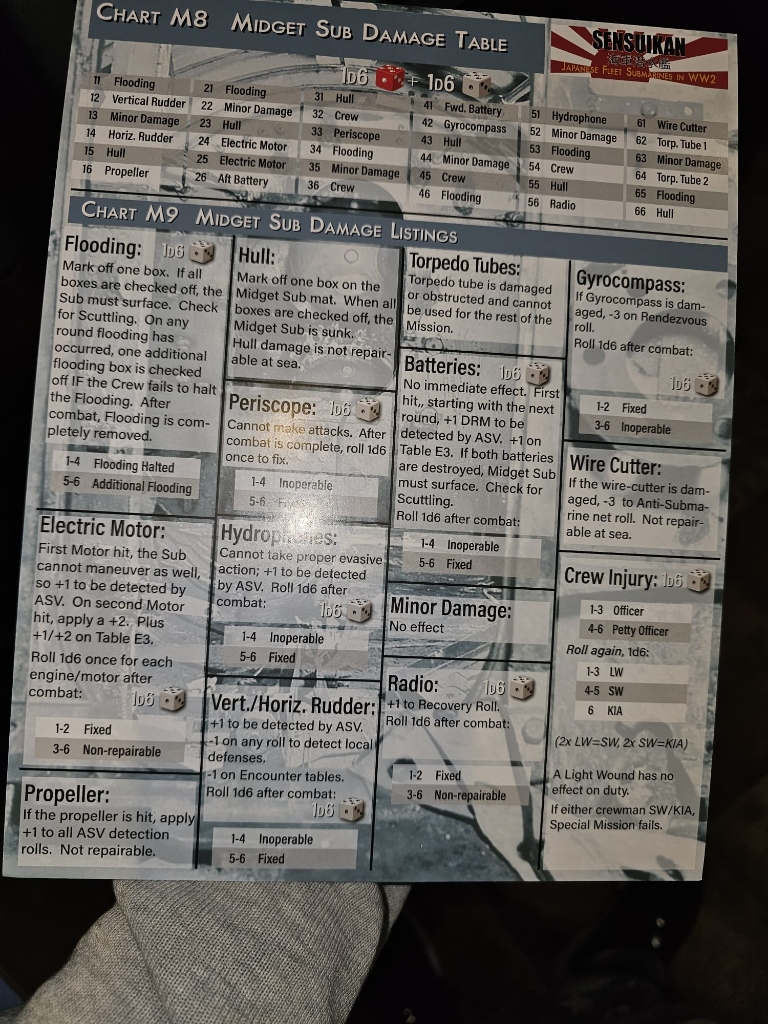 CHART M8 MIDGET SUB DAMAGE TABLE
SENSUIKAN
JAPANESE FLEET SUBMARINES IN WW2
1D6 + 1D6
11 Flooding
12 Vertical Rudder
13 Minor Damage
14 Horiz. Rudder
15 Hull
16 Propeller
21 Flooding
22 Minor Damage
23 Hull
24 Electric Motor
25 Electric Motor
26 Aft Battery
31 Hull
32 Crew
33 Periscope
34 Flooding
35 Minor Damage
36 Crew
41 Fwd. Battery
42 Gyrocompass
43 Hull
44 Minor Damage
45 Crew
46 Flooding
51 Hydrophone
52 Minor Damage
53 Flooding
54 Crew
55 Hull
56 Radio
61 Wire Cutter
62 Torp. Tube 1
63 Minor Damage
64 Torp. Tube 2
65 Flooding
66 Hull
CHART M9 MIDGET SUB DAMAGE LISTINGS
Flooding: 1D6
Mark off one box. If all
boxes are checked off, the
Sub must surface. Check
for Scuttling. On any
round flooding has
occurred, one additional
flooding box is checked
off IF the Crew fails to halt
the Flooding. After
combat, Flooding is com-
pletely removed.
1-4 Flooding Halted
5-6 Additional Flooding
Electric Motor:
First Motor hit, the Sub
cannot maneuver as well,
so +1 to be detected by
ASV. On second Motor
hit, apply a +2. Plus
+1/+2 on Table E3.
Roll 1d6 once for each
engine/motor after
combat: 1D6
1-2 Fixed
3-6 Non-repairable
Propeller:
If the propeller is hit, apply
+1 to all ASV detection
rolls. Not repairable.
Hull:
Mark off one box on the
Midget Sub mat. When all
boxes are checked off, the
Midget Sub is sunk.
Hull damage is not repair-
able at sea.
Periscope: 1D6
Cannot make attacks. After
combat is complete, roll 1d6
once to fix.
1-4 Inoperable
5-6 Fixed
Hydrophones:
Cannot take proper evasive
action; +1 to be detected
by ASV. Roll 1d6 after
combat: 1D6
1-4 Inoperable
5-6 Fixed
Vert./Horiz. Rudder:
+1 to be detected by ASV.
-1 on any roll to detect local
defenses.
-1 on Encounter tables.
Roll 1d6 after combat:
1D6
1-4 Inoperable
5-6 Fixed
Torpedo Tubes:
Torpedo tube is damaged
or obstructed and cannot
be used for the rest of the
Mission.
Batteries: 1D6
No immediate effect. First
hit,, starting with the next
round, +1 DRM to be
detected by ASV. +1 on
Table E3. If both batteries
are destroyed, Midget Sub
must surface. Check for
Scuttling.
Roll 1d6 after combat:
1-4 Inoperable
5-6 Fixed
Minor Damage:
No effect
Radio: 1D6
+1 to Recovery Roll.
Roll 1d6 after combat:
1-2 Fixed
3-6 Non-repairable
Gyrocompass:
If Gyrocompass is dam-
aged, -3 on Rendezvous
roll.
Roll 1d6 after combat:
1D6
1-2 Fixed
3-6 Inoperable
Wire Cutter:
If the wire-cutter is dam-
aged, -3 to Anti-Subma-
rine net roll. Not repair-
able at sea.
Crew Injury: 1D6
1-3 Officer
4-6 Petty Officer
Roll again, 1d6:
1-3 LW
4-5 SW
6 KIA
(2x LW=SW, 2x SW=KIA)
A Light Wound has no
effect on duty.
If either crewman SW/KIA,
Special Mission fails.